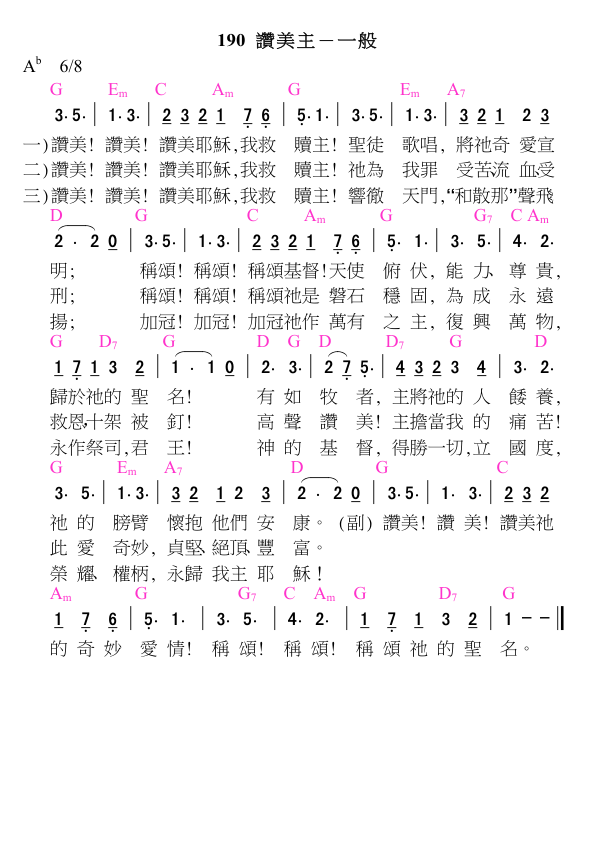 190 讚美主－一般
A♭ 6/8
G Em C Am G Em A7
3· 5· | 1· 3· | 2 3 2 1 7 6 | 5· 1· | 3· 5· | 1· 3· | 3 2 1 2 3
一)讚美! 讚美! 讚美耶穌,我救 贖主! 聖徒 歌唱, 將祂奇 愛宣
二)讚美! 讚美! 讚美耶穌,我救 贖主! 祂為 我罪 受苦、流 血、受
三)讚美! 讚美! 讚美耶穌,我救 贖主! 響徹 天門,“和散那”聲飛
D G C Am G G7 C Am
2 · 2 0 | 3· 5· | 1· 3· | 2 3 2 1 7 6 | 5· 1· | 3· 5· | 4· 2·
明; 稱頌! 稱頌! 稱頌基督!天使 俯伏, 能力、尊貴,
刑; 稱頌! 稱頌! 稱頌祂是 磐石 穩固, 為成 永遠
揚; 加冠! 加冠! 加冠祂作 萬有 之主, 復興 萬物,
G D7 G D G D D7 G D
1 7 1 3 2 | 1 · 1 0 | 2· 3· | 2 7 5· | 4 3 2 3 4 | 3· 2·
歸於祂的 聖 名! 有 如 牧 者, 主將祂的 人 餧 養,
救恩,十架 被 釘! 高 聲 讚 美! 主擔當我 的 痛 苦!
永作祭司,君 王! 神 的 基 督, 得勝一切,立 國 度,
G Em A7 D G C
3· 5· | 1· 3· | 3 2 1 2 3 | 2 · 2 0 | 3· 5· | 1· 3· | 2 3 2
祂 的 膀臂 懷抱 他們 安 康。 (副) 讚美! 讚 美! 讚美祂
此 愛 奇妙, 貞堅、絕頂、豐 富。
榮 耀、權柄, 永歸 我主 耶 穌!
Am G G7 C Am G D7 G
1 7 6 | 5· 1· | 3· 5· | 4· 2· | 1 7 1 3 2 | 1 － － ‖
的 奇 妙 愛 情! 稱 頌! 稱 頌! 稱 頌 祂 的 聖 名。